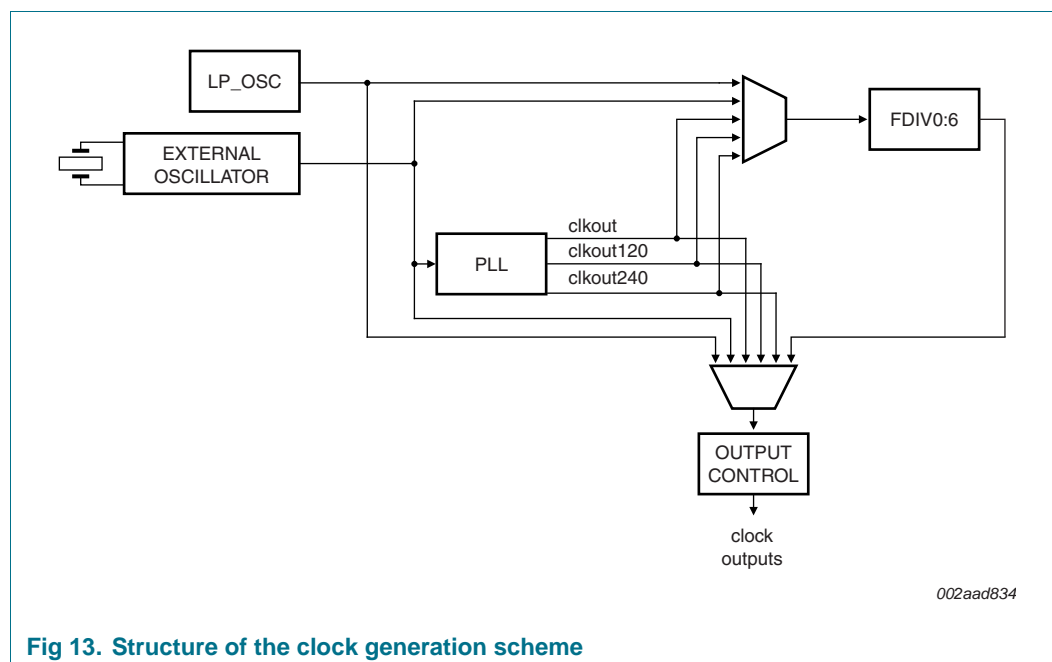 LP_OSC
FDIV0:6
EXTERNAL
OSCILLATOR
clkout
PLL
clkout120
clkout240
OUTPUT
CONTROL
clock
outputs
002aad834
Fig 13. Structure of the clock generation scheme